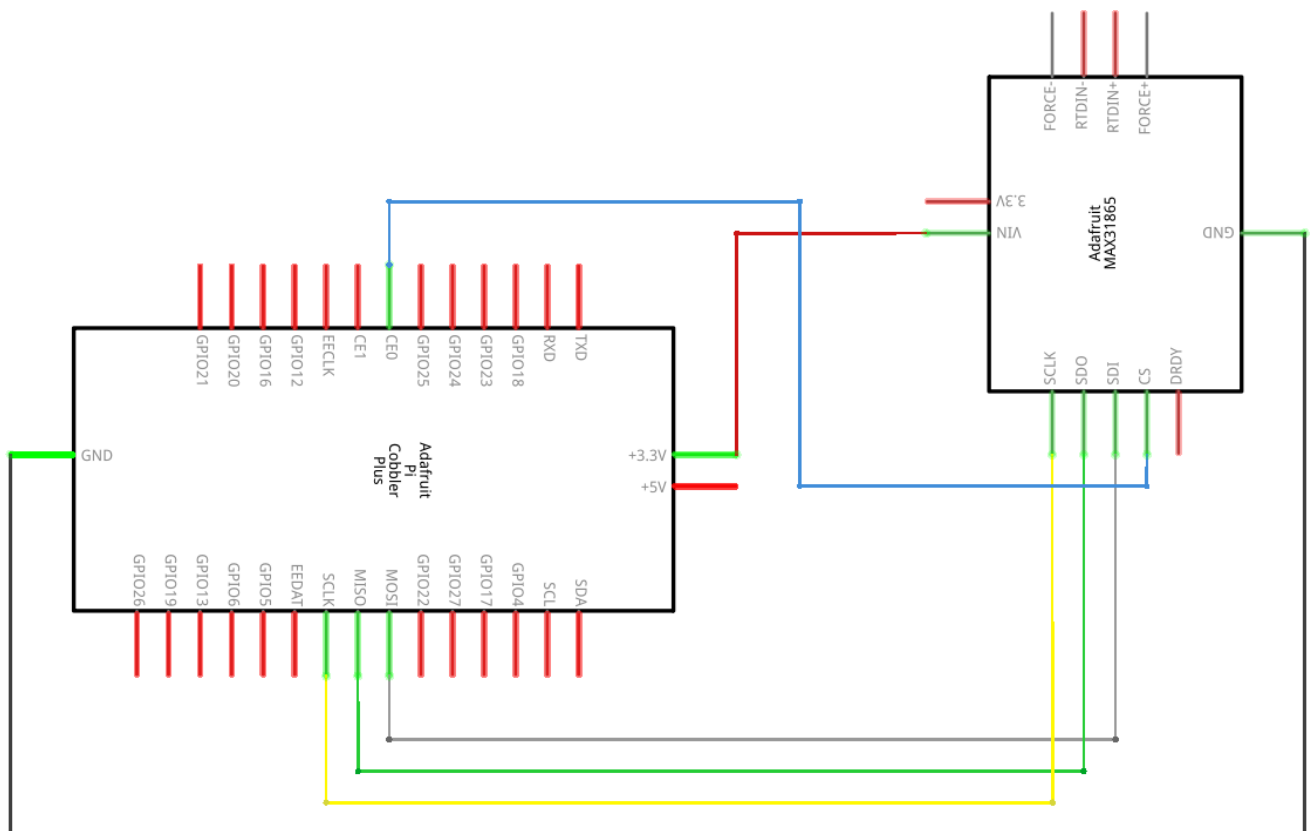 FORCE-
RTDIN-
RTDIN+
FORCE+
3.3V
VIN
GND
Adafruit
MAX31865
SCLK
SDO
SDI
CS
DRDY
GPIO21
GPIO20
GPIO16
GPIO12
EECLK
CE1
CE0
GPIO25
GPIO24
GPIO23
GPIO18
RXD
TXD
GND
Adafruit
Pi
Cobbler
Plus
+3.3V
+5V
GPIO26
GPIO19
GPIO13
GPIO6
GPIO5
EEDAT
SCLK
MISO
MOSI
GPIO22
GPIO27
GPIO17
GPIO4
SCL
SDA